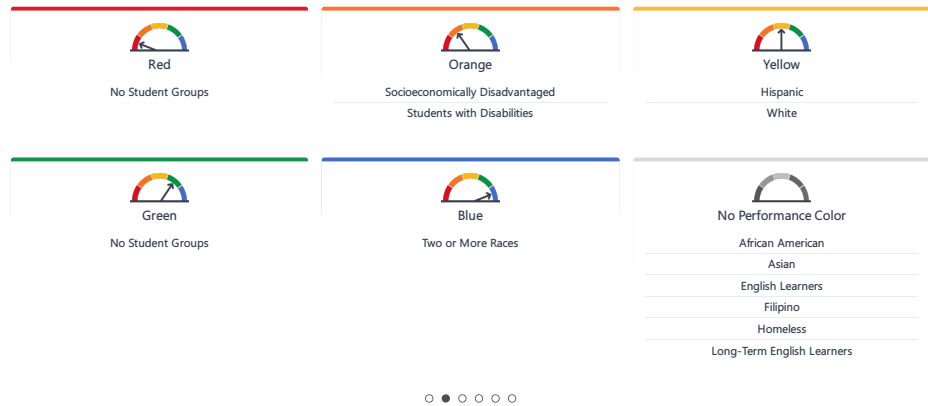 Red
No Student Groups
Orange
Socioeconomically Disadvantaged
Students with Disabilities
Yellow
Hispanic
White
Green
No Student Groups
Blue
Two or More Races
No Performance Color
African American
Asian
English Learners
Filipino
Homeless
Long-Term English Learners